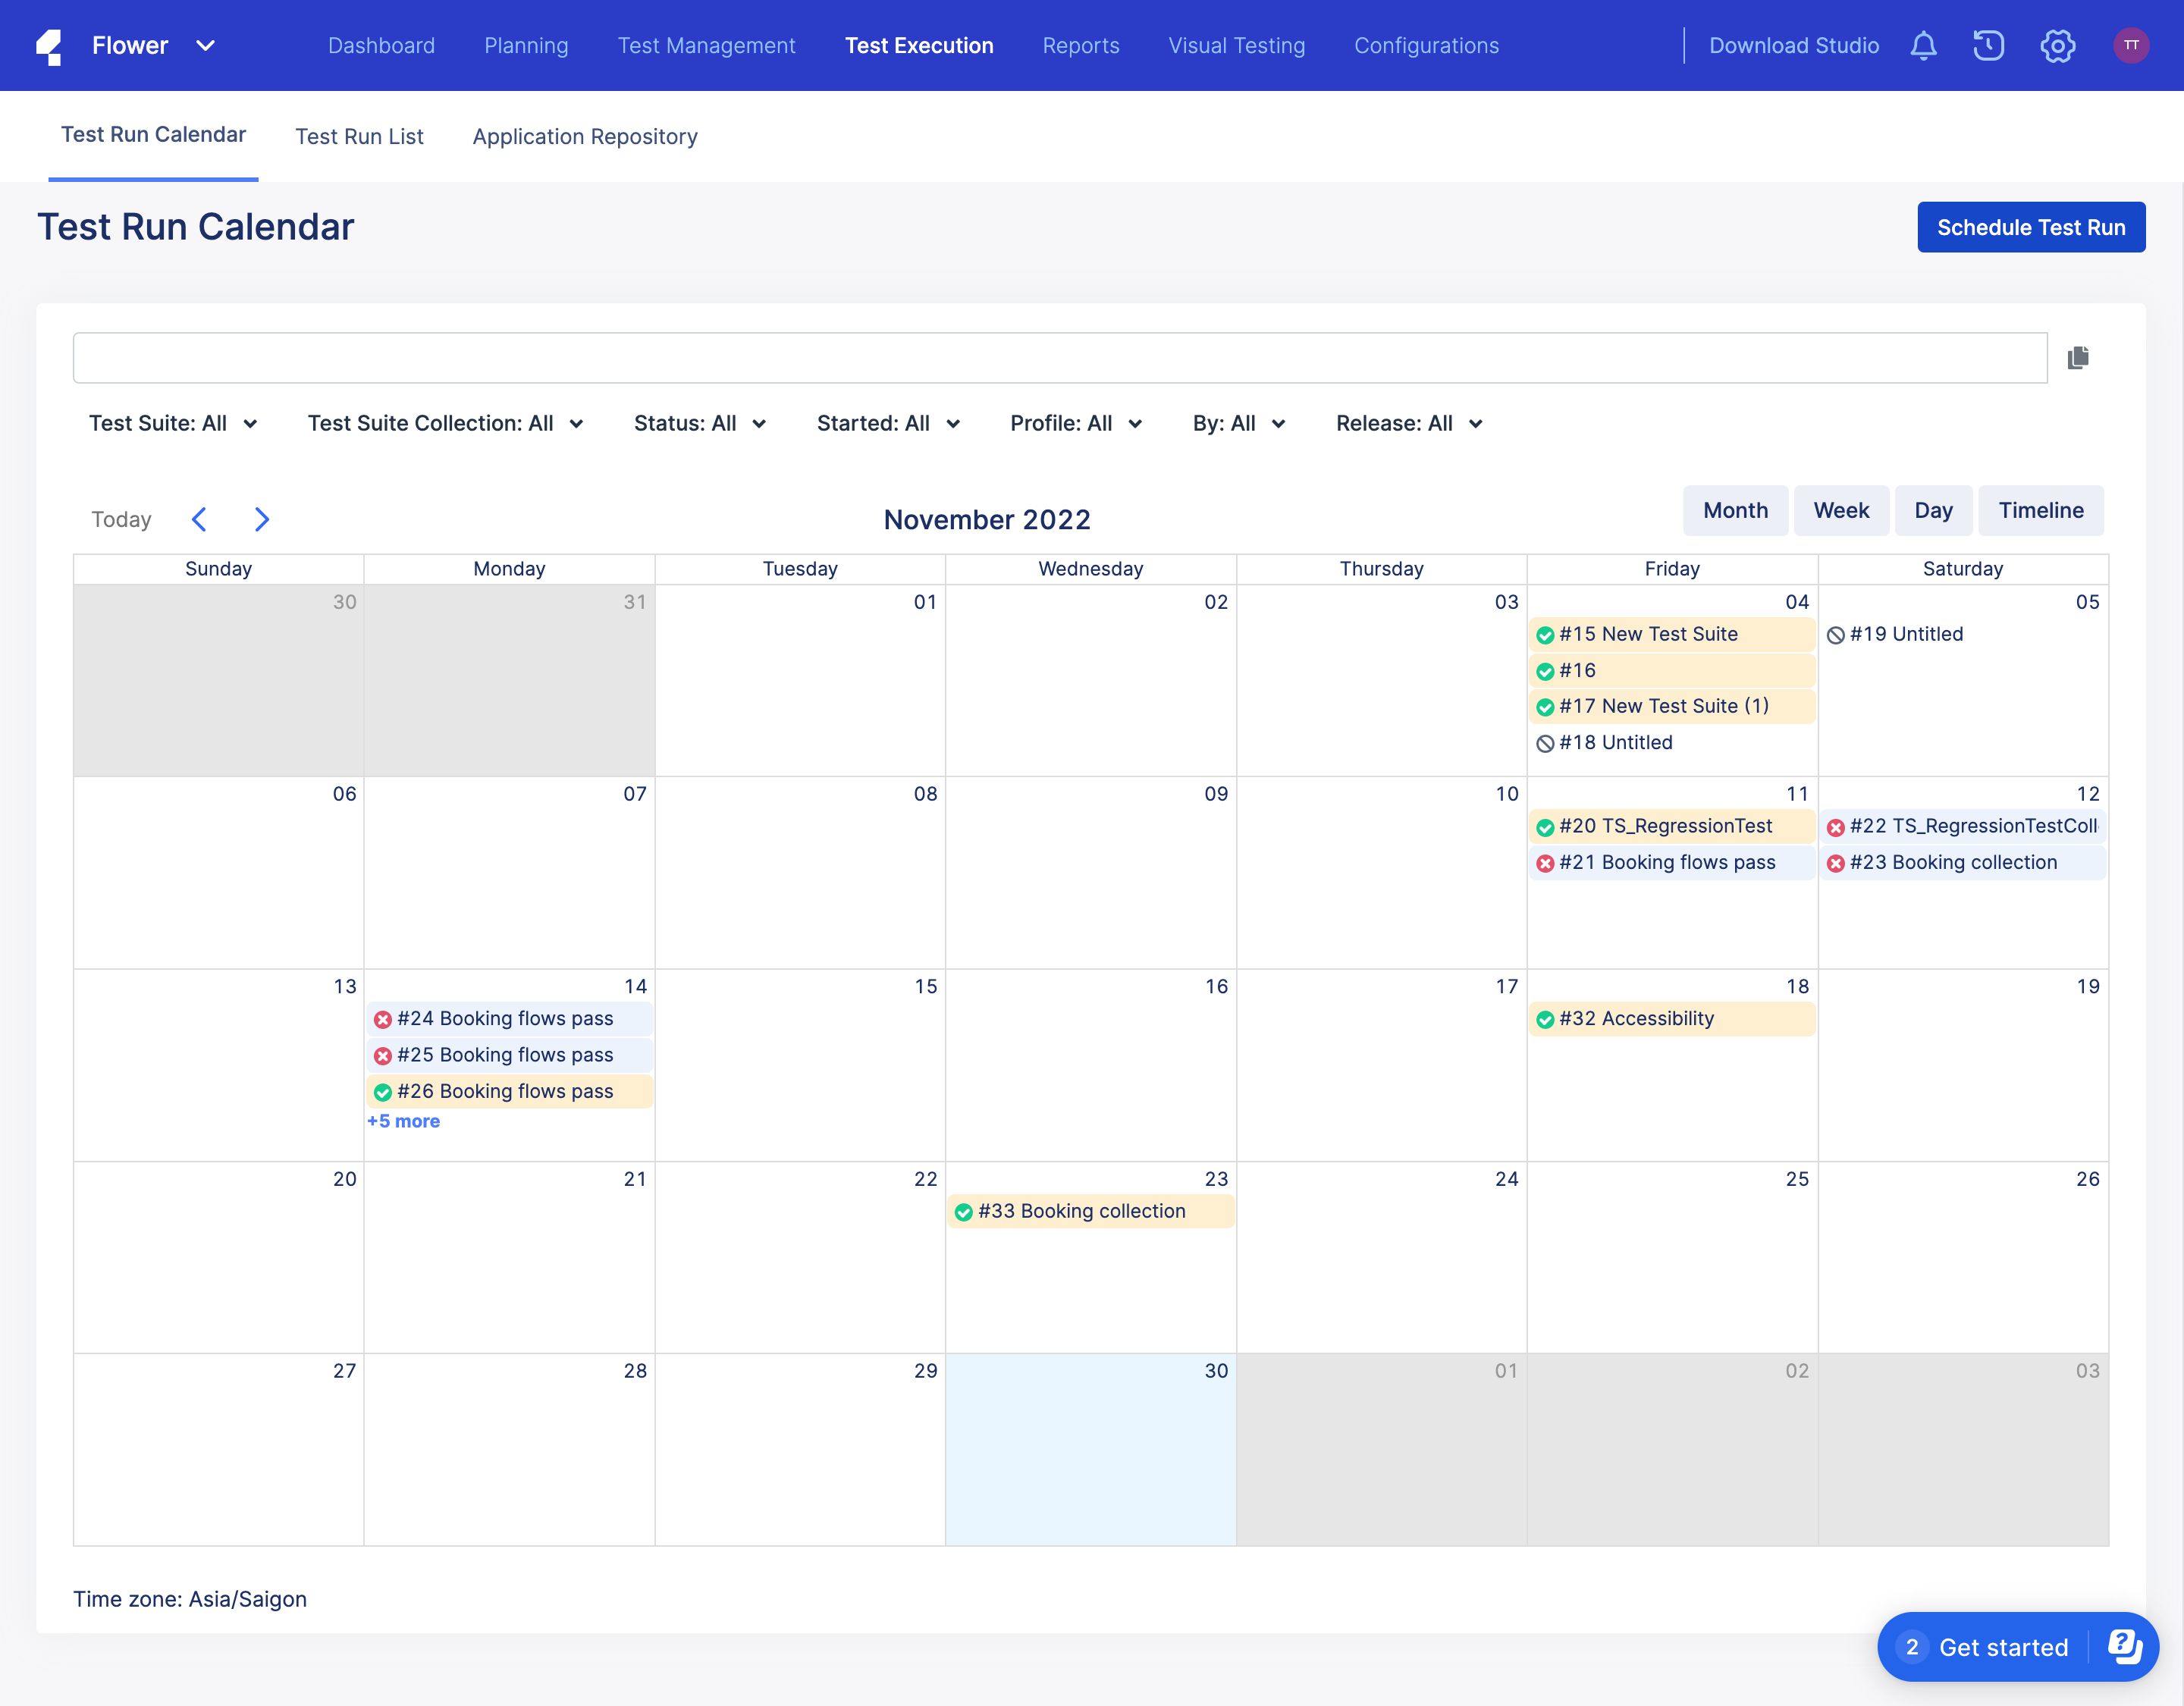 Flower Dashboard Planning Test Management Test Execution Reports Visual Testing Configurations Download Studio TT
Test Run Calendar Test Run List Application Repository
Test Run Calendar Schedule Test Run
Test Suite: All Test Suite Collection: All Status: All Started: All Profile: All By: All Release: All
Today November 2022 Month Week Day Timeline
Sunday Monday Tuesday Wednesday Thursday Friday Saturday
30 31 01 02 03 04 05
#15 New Test Suite #19 Untitled
#16
#17 New Test Suite (1)
#18 Untitled
06 07 08 09 10 11 12
#20 TS_RegressionTest #22 TS_RegressionTestColl
#21 Booking flows pass #23 Booking collection
13 14 15 16 17 18 19
#24 Booking flows pass #32 Accessibility
#25 Booking flows pass
#26 Booking flows pass
+5 more
20 21 22 23 24 25 26
#33 Booking collection
27 28 29 30 01 02 03
Time zone: Asia/Saigon
2 Get started ?